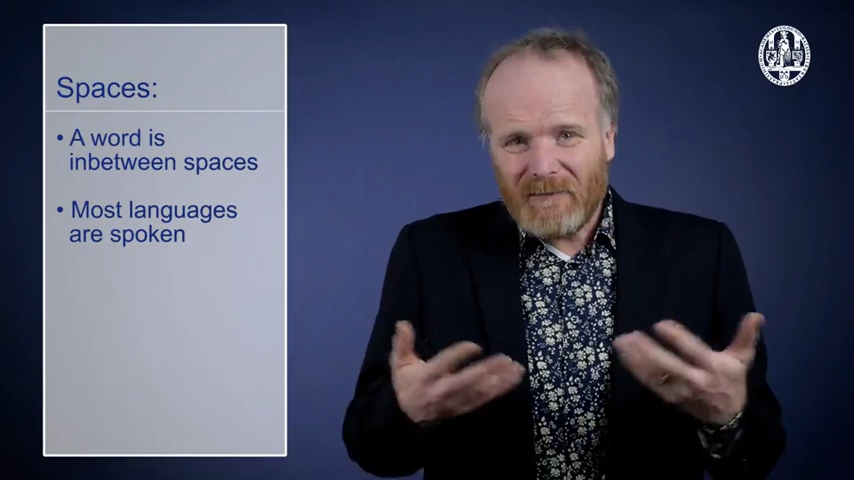 Spaces:
• A word is
inbetween spaces
• Most languages
are spoken